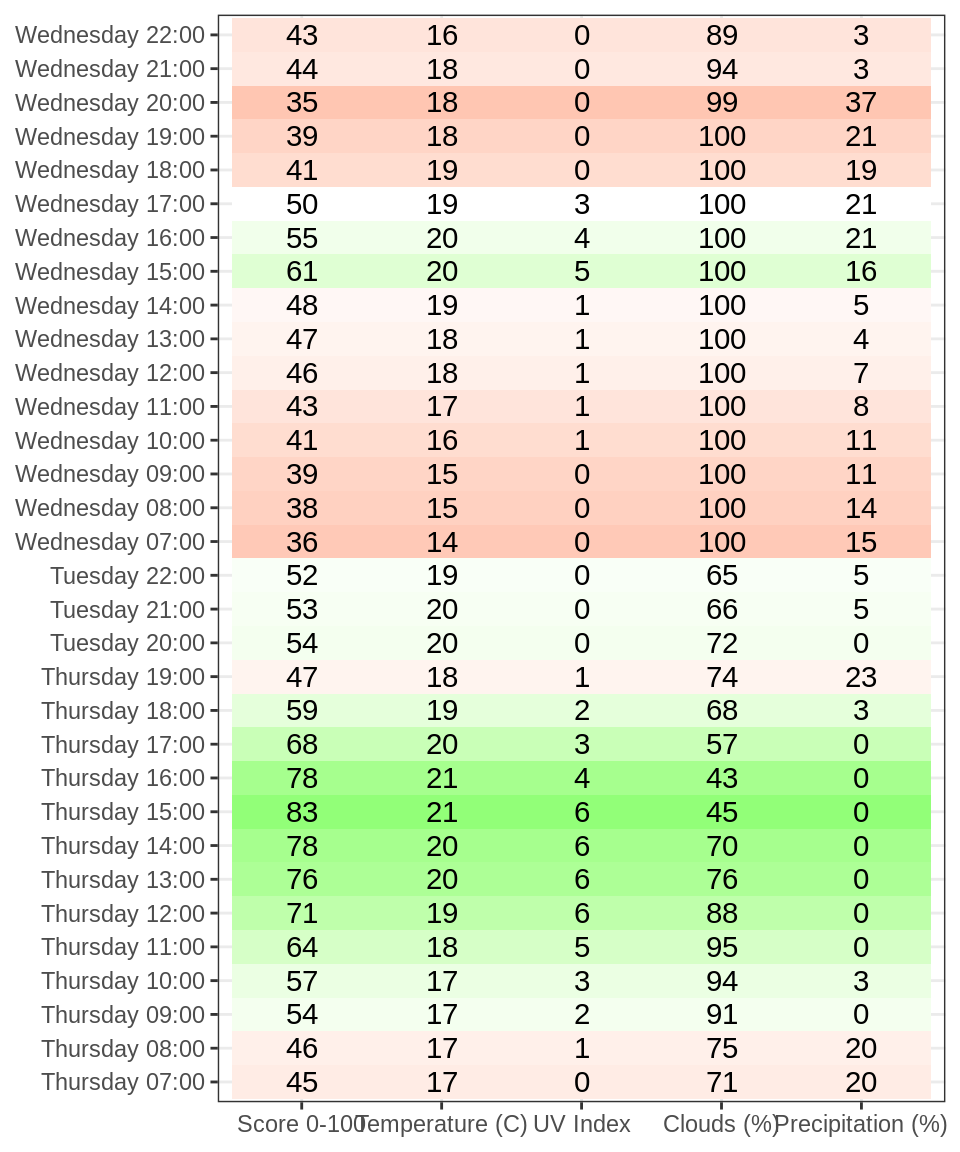 Wednesday 22:00 43 16 0 89 3
Wednesday 21:00 44 18 0 94 3
Wednesday 20:00 35 18 0 99 37
Wednesday 19:00 39 18 0 100 21
Wednesday 18:00 41 19 0 100 19
Wednesday 17:00 50 19 3 100 21
Wednesday 16:00 55 20 4 100 21
Wednesday 15:00 61 20 5 100 16
Wednesday 14:00 48 19 1 100 5
Wednesday 13:00 47 18 1 100 4
Wednesday 12:00 46 18 1 100 7
Wednesday 11:00 43 17 1 100 8
Wednesday 10:00 41 16 1 100 11
Wednesday 09:00 39 15 0 100 11
Wednesday 08:00 38 15 0 100 14
Wednesday 07:00 36 14 0 100 15
Tuesday 22:00 52 19 0 65 5
Tuesday 21:00 53 20 0 66 5
Tuesday 20:00 54 20 0 72 0
Thursday 19:00 47 18 1 74 23
Thursday 18:00 59 19 2 68 3
Thursday 17:00 68 20 3 57 0
Thursday 16:00 78 21 4 43 0
Thursday 15:00 83 21 6 45 0
Thursday 14:00 78 20 6 70 0
Thursday 13:00 76 20 6 76 0
Thursday 12:00 71 19 6 88 0
Thursday 11:00 64 18 5 95 0
Thursday 10:00 57 17 3 94 3
Thursday 09:00 54 17 2 91 0
Thursday 08:00 46 17 1 75 20
Thursday 07:00 45 17 0 71 20
Score 0-100 Temperature (C) UV Index Clouds (%) Precipitation (%)